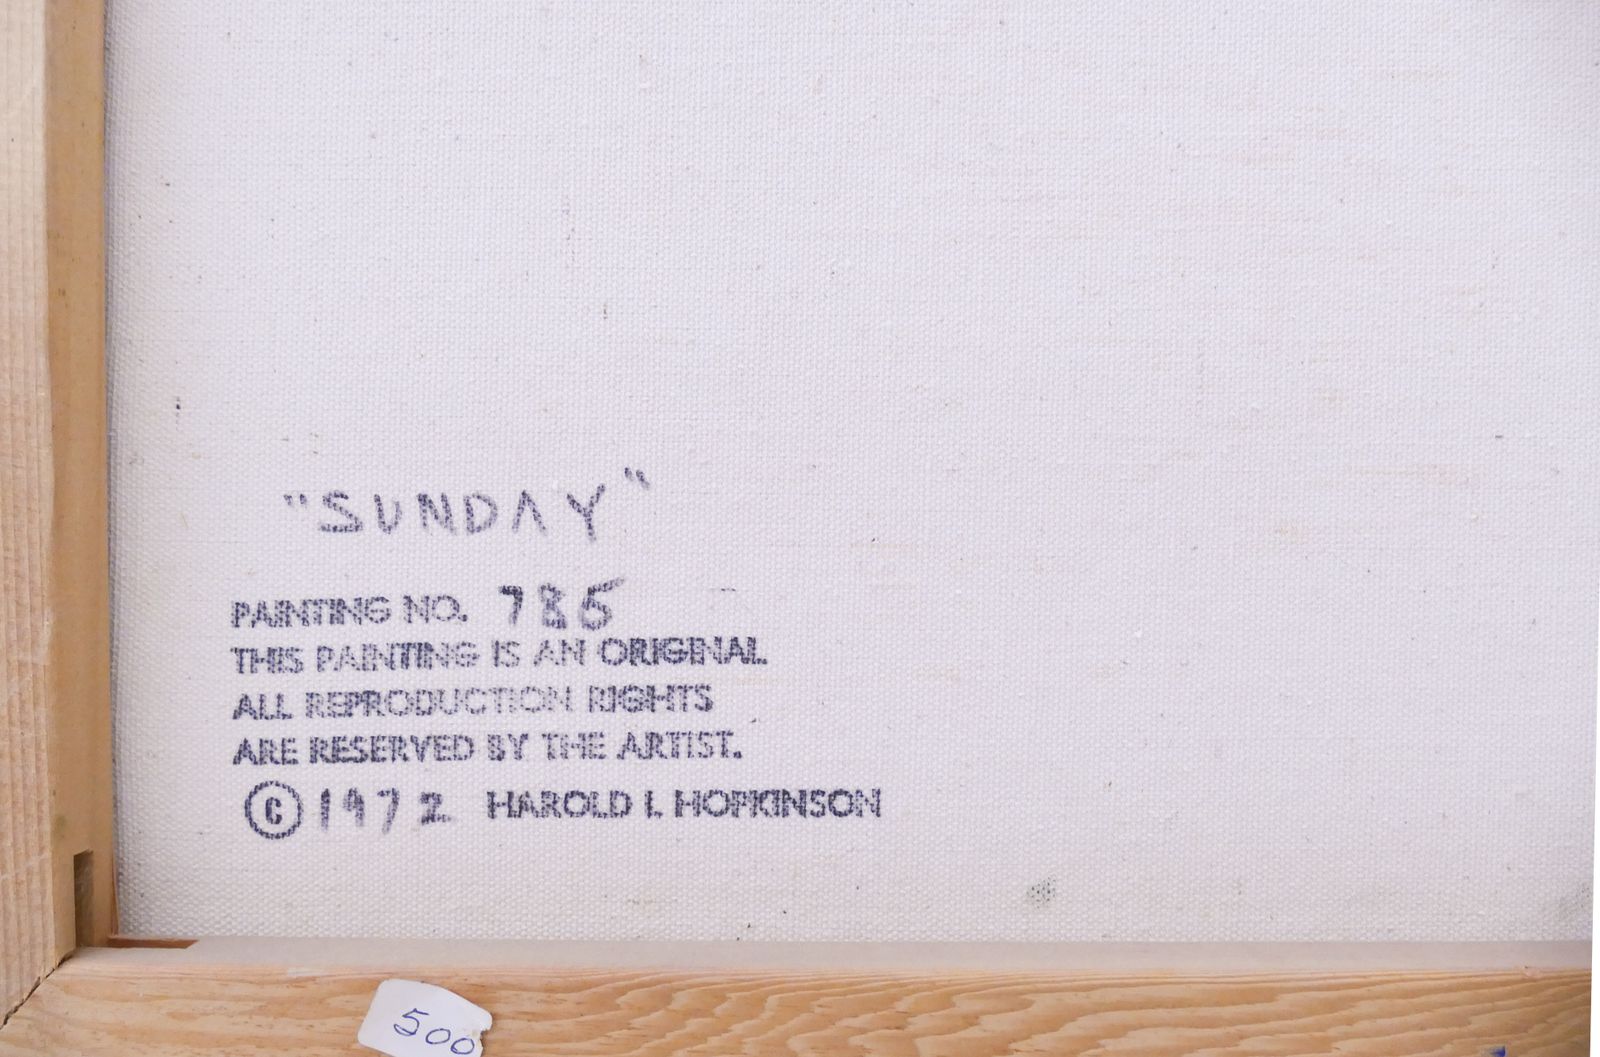 "SUNDAY"
PAINTING NO. 786
THIS PAINTING IS AN ORIGINAL
ALL REPRODUCTION RIGHTS
ARE RESERVED BY THE ARTIST.
© 1972 HAROLD I. HOPKINSON
500